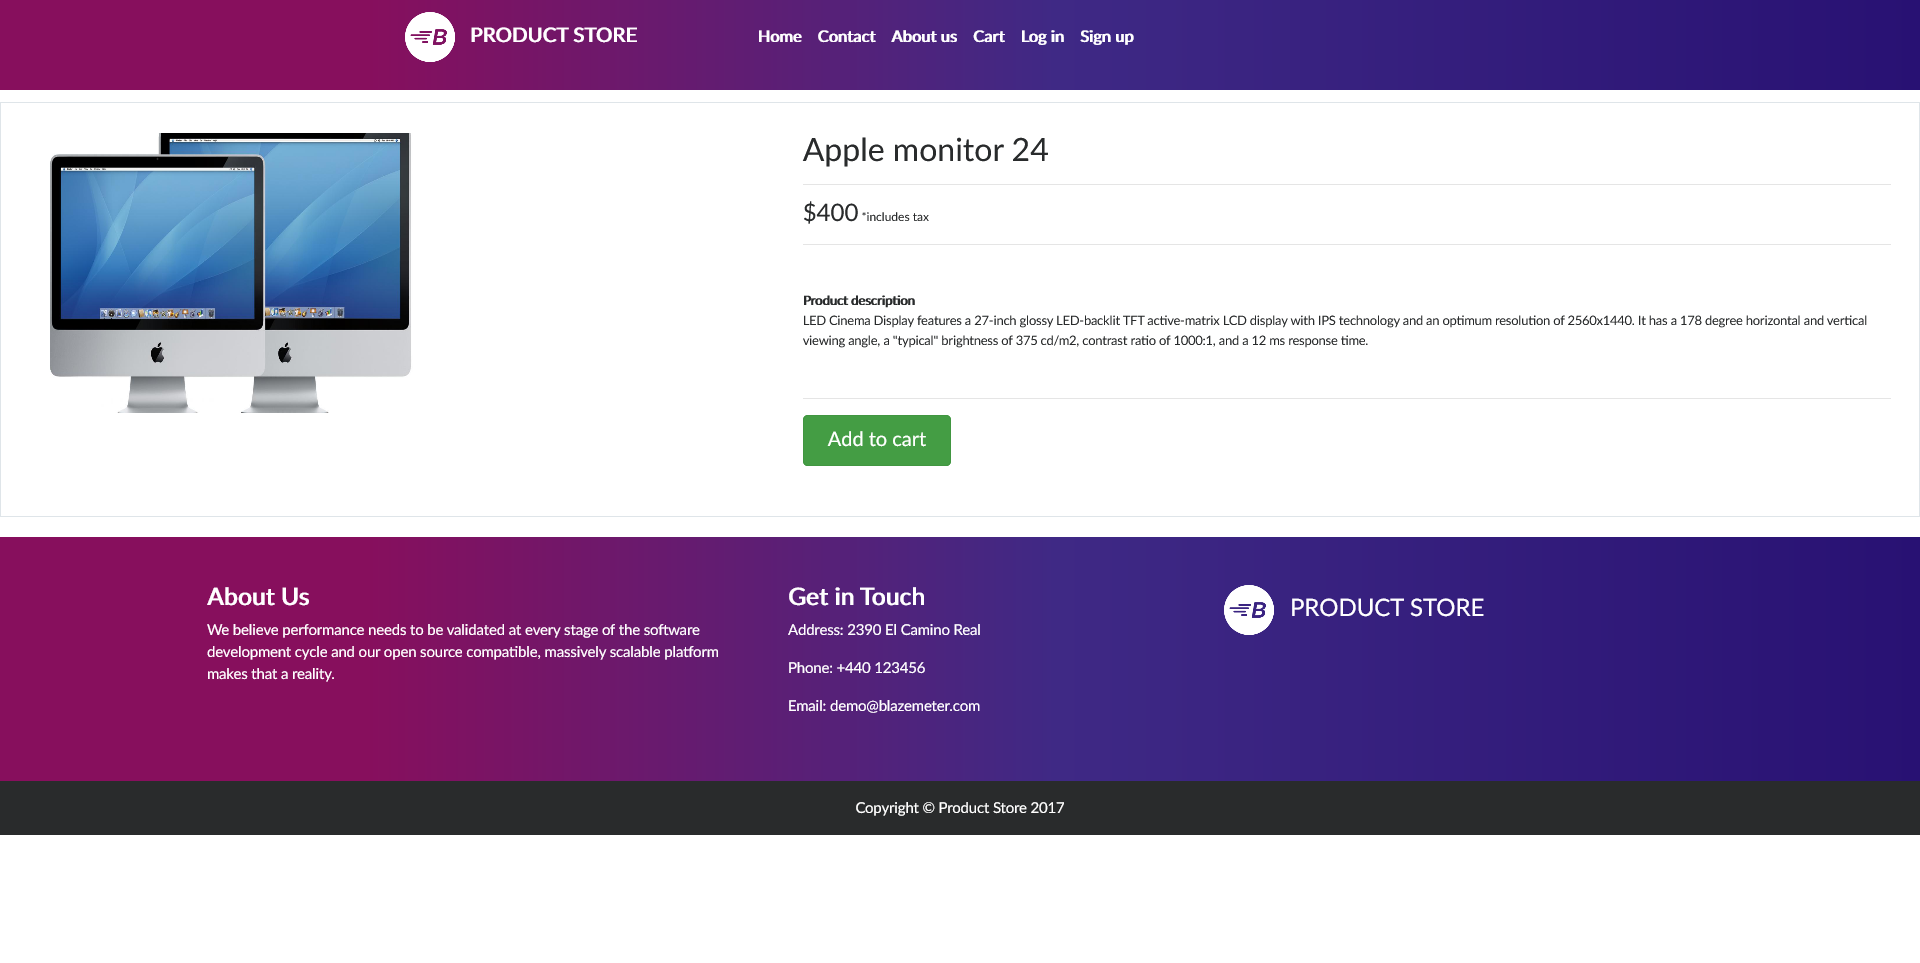 B PRODUCT STORE
Home Contact About us Cart Log in Sign up
Apple monitor 24
$400 *includes tax
Product description
LED Cinema Display features a 27-inch glossy LED-backlit TFT active-matrix LCD display with IPS technology and an optimum resolution of 2560x1440. It has a 178 degree horizontal and vertical
viewing angle, a "typical" brightness of 375 cd/m2, contrast ratio of 1000:1, and a 12 ms response time.
Add to cart
About Us
We believe performance needs to be validated at every stage of the software
development cycle and our open source compatible, massively scalable platform
makes that a reality.
Get in Touch
Address: 2390 El Camino Real
Phone: +440 123456
Email: demo@blazemeter.com
B PRODUCT STORE
Copyright © Product Store 2017